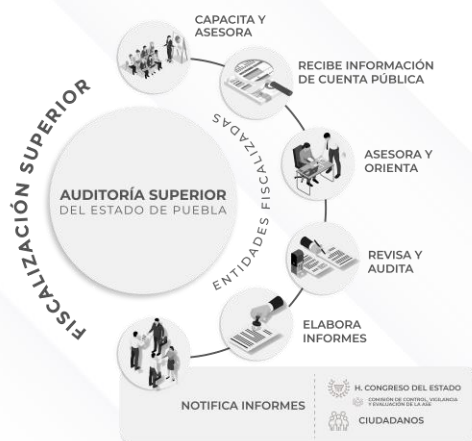 CAPACITA Y
ASESORA
RECIBE INFORMACIÓN
DE CUENTA PÚBLICA
FISCALIZACIÓN SUPERIOR
ENTIDADES FISCALIZADAS
ASESORA Y
ORIENTA
AUDITORÍA SUPERIOR
DEL ESTADO DE PUEBLA
REVISA Y
AUDITA
ELABORA
INFORMES
NOTIFICA INFORMES
H. CONGRESO DEL ESTADO
COMISIÓN DE CONTROL, VIGILANCIA
Y EVALUACIÓN DE LA ASE
CIUDADANOS